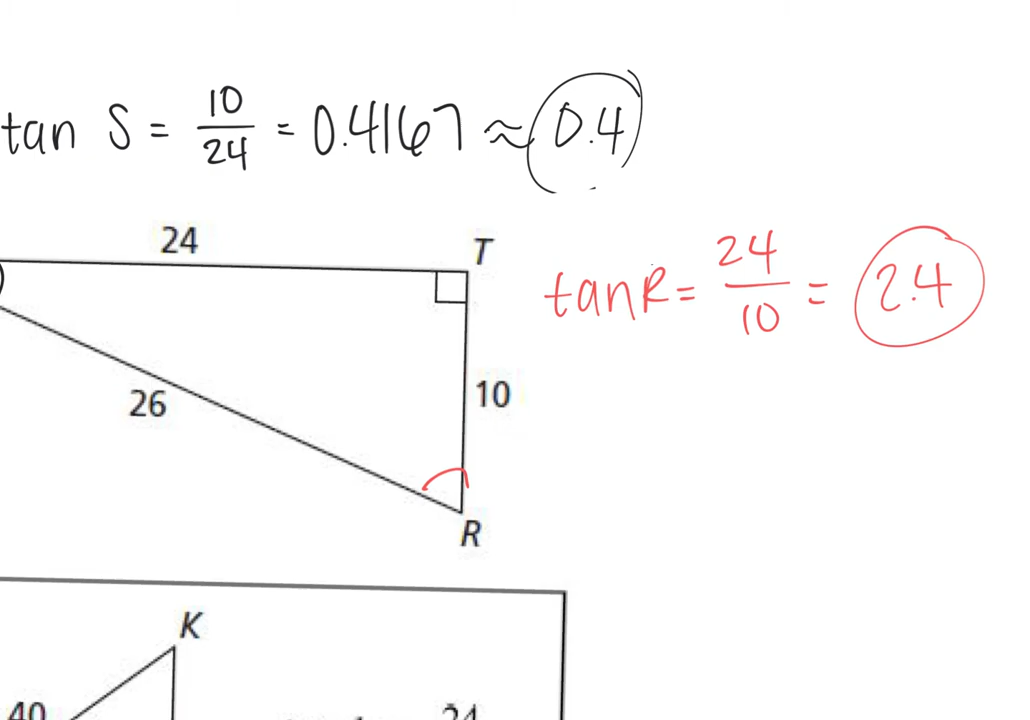 tan S = 10/24 = 0.4167 ≈ 0.4
24
T
tan R = 24/10 = 2.4
26
10
R
K
40
24